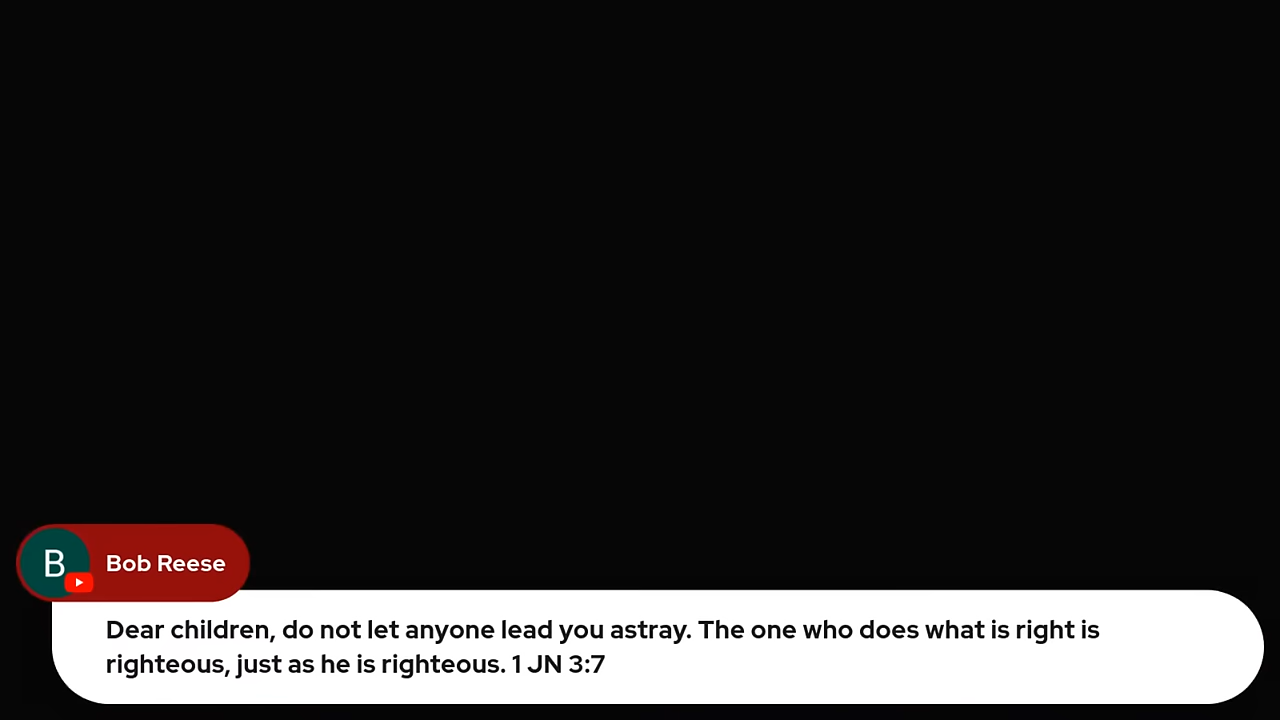 B
Bob Reese
Dear children, do not let anyone lead you astray. The one who does what is right is
righteous, just as he is righteous. 1 JN 3:7